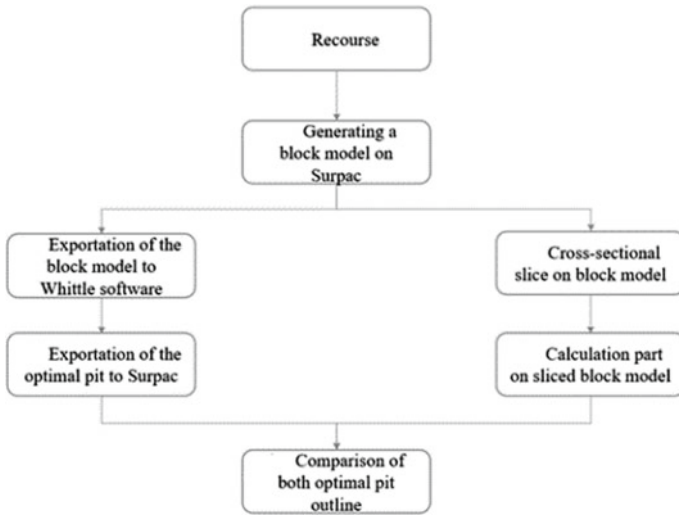 Recourse
Generating a
block model on
Surpac
Exportation of the
block model to
Whittle software
Cross-sectional
slice on block model
Exportation of the
optimal pit to Surpac
Calculation part
on sliced block model
Comparison of
both optimal pit
outline